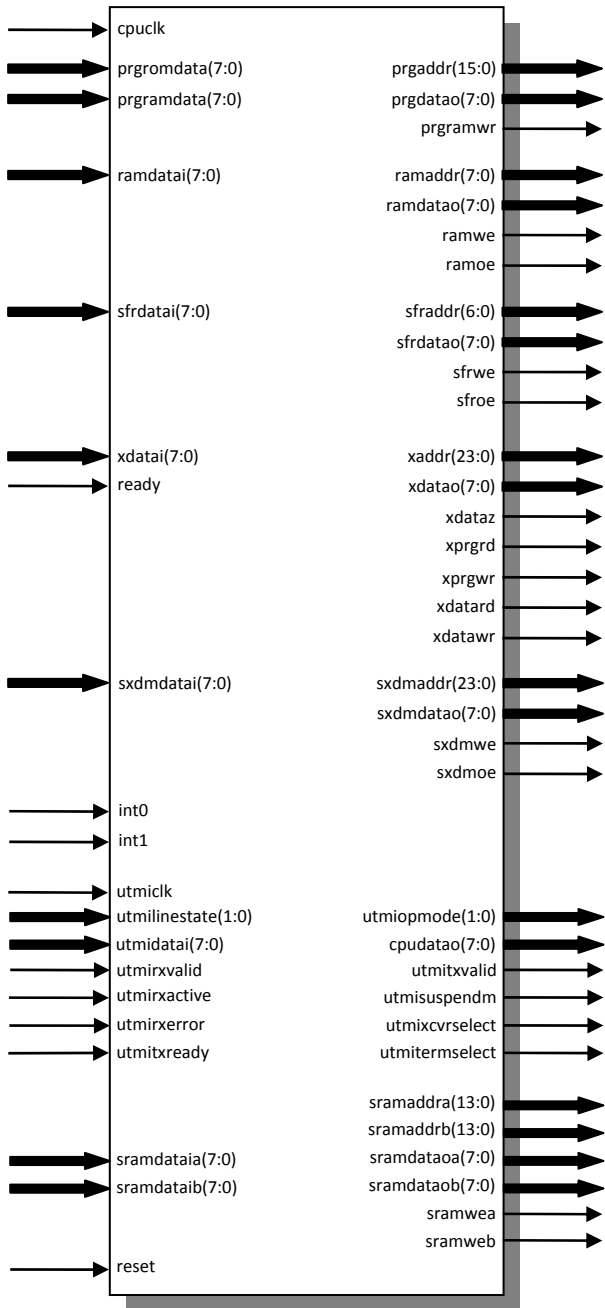 cpuclk
prgromdata(7:0) prgaddr(15:0)
prgramdata(7:0) prgdatao(7:0)
prgramwr
ramdatai(7:0) ramaddr(7:0)
ramdatao(7:0)
ramwe
ramoe
sfrdatai(7:0) sfraddr(6:0)
sfrdatao(7:0)
sfrwe
sfroe
xdatai(7:0) xaddr(23:0)
ready xdatao(7:0)
xdataz
xprgrd
xprgwr
xdatard
xdatawr
sxdmdatai(7:0) sxdmaddr(23:0)
sxdmdatao(7:0)
sxdmwe
sxdmoe
int0
int1
utmiclk
utmilinestate(1:0) utmiopmode(1:0)
utmidatai(7:0) cpudatao(7:0)
utmirxvalid utmitxvalid
utmirxactive utmisuspendm
utmirxerror utmixcvrselect
utmitxready utmitermselect
sramaddra(13:0)
sramaddrb(13:0)
sramdataia(7:0) sramdataoa(7:0)
sramdataib(7:0) sramdataob(7:0)
sramwea
sramweb
reset